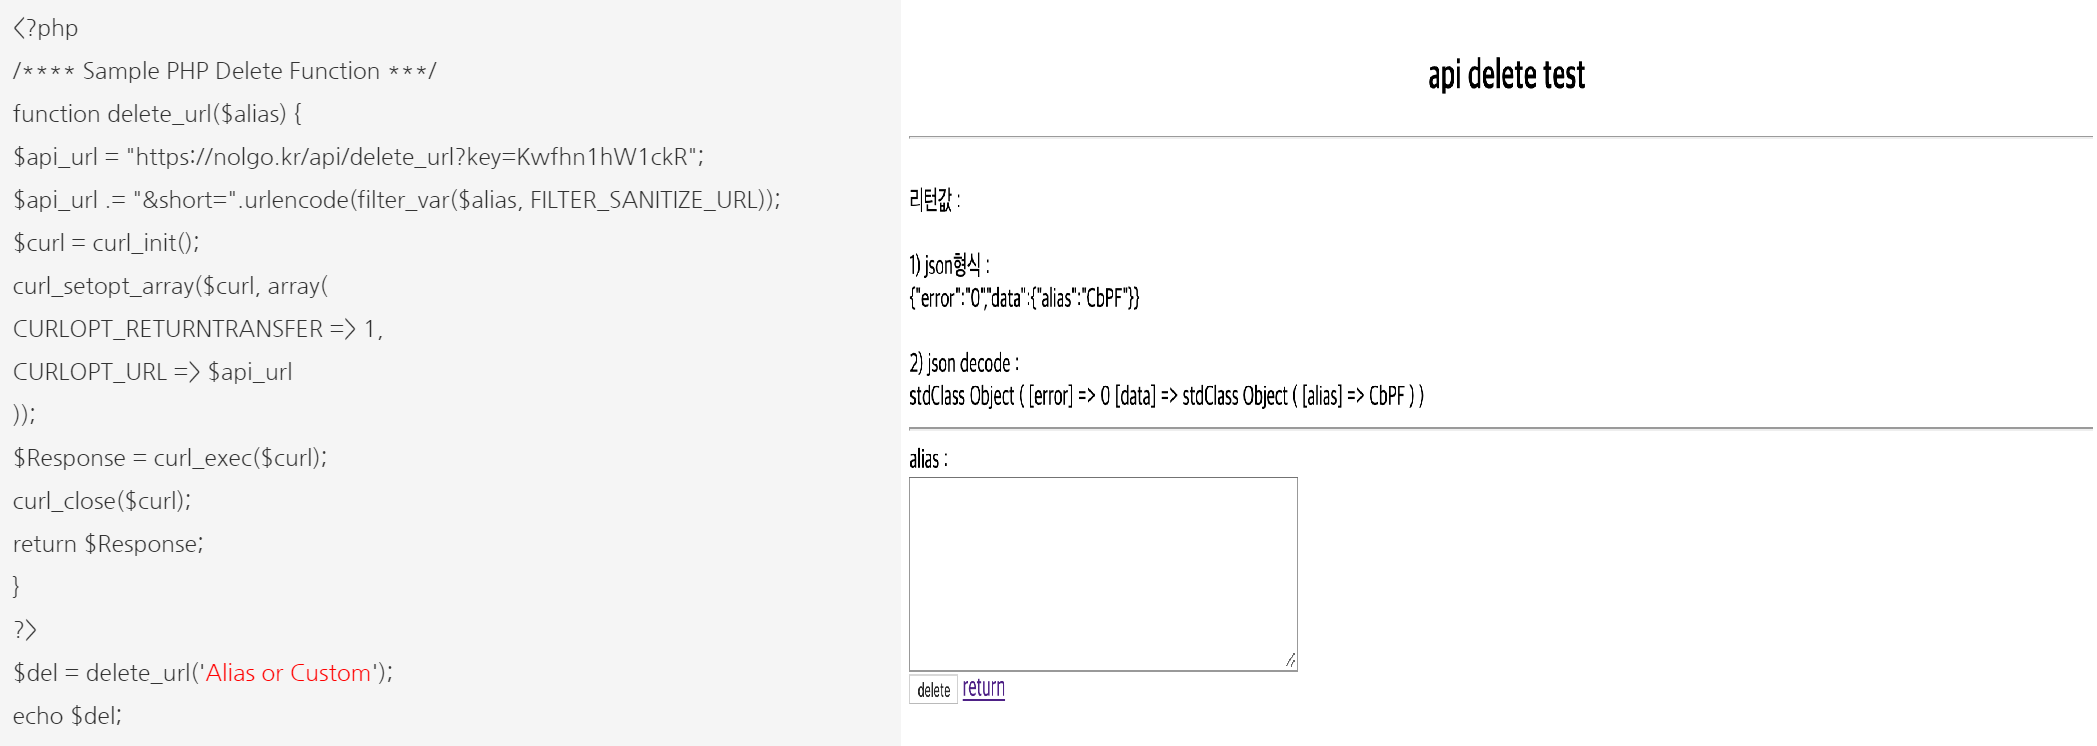 <?php
/**** Sample PHP Delete Function ***/
function delete_url($alias) {
$api_url = "https://nolgo.kr/api/delete_url?key=Kwfhn1hW1ckR";
$api_url .= "&short=".urlencode(filter_var($alias, FILTER_SANITIZE_URL));
$curl = curl_init();
curl_setopt_array($curl, array(
CURLOPT_RETURNTRANSFER => 1,
CURLOPT_URL => $api_url
));
$Response = curl_exec($curl);
curl_close($curl);
return $Response;
}
?>
$del = delete_url('Alias or Custom');
echo $del;
api delete test
리턴값 :
1) json형식 :
{"error":"0","data":{"alias":"CbPF"}}
2) json decode :
stdClass Object ( [error] => 0 [data] => stdClass Object ( [alias] => CbPF ) )
alias :
delete return